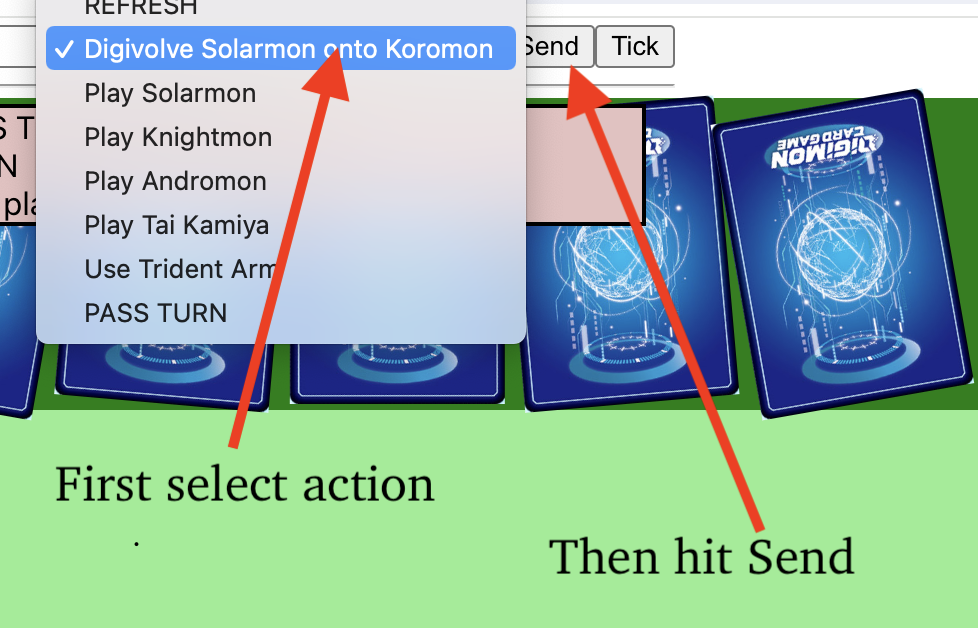 REFRESH
✓ Digivolve Solarmon onto Koromon
Send
Tick
Play Solarmon
Play Knightmon
Play Andromon
Play Tai Kamiya
Use Trident Arm
PASS TURN
S T
N
pla
DIGIMON
CARD GAME
First select action
Then hit Send